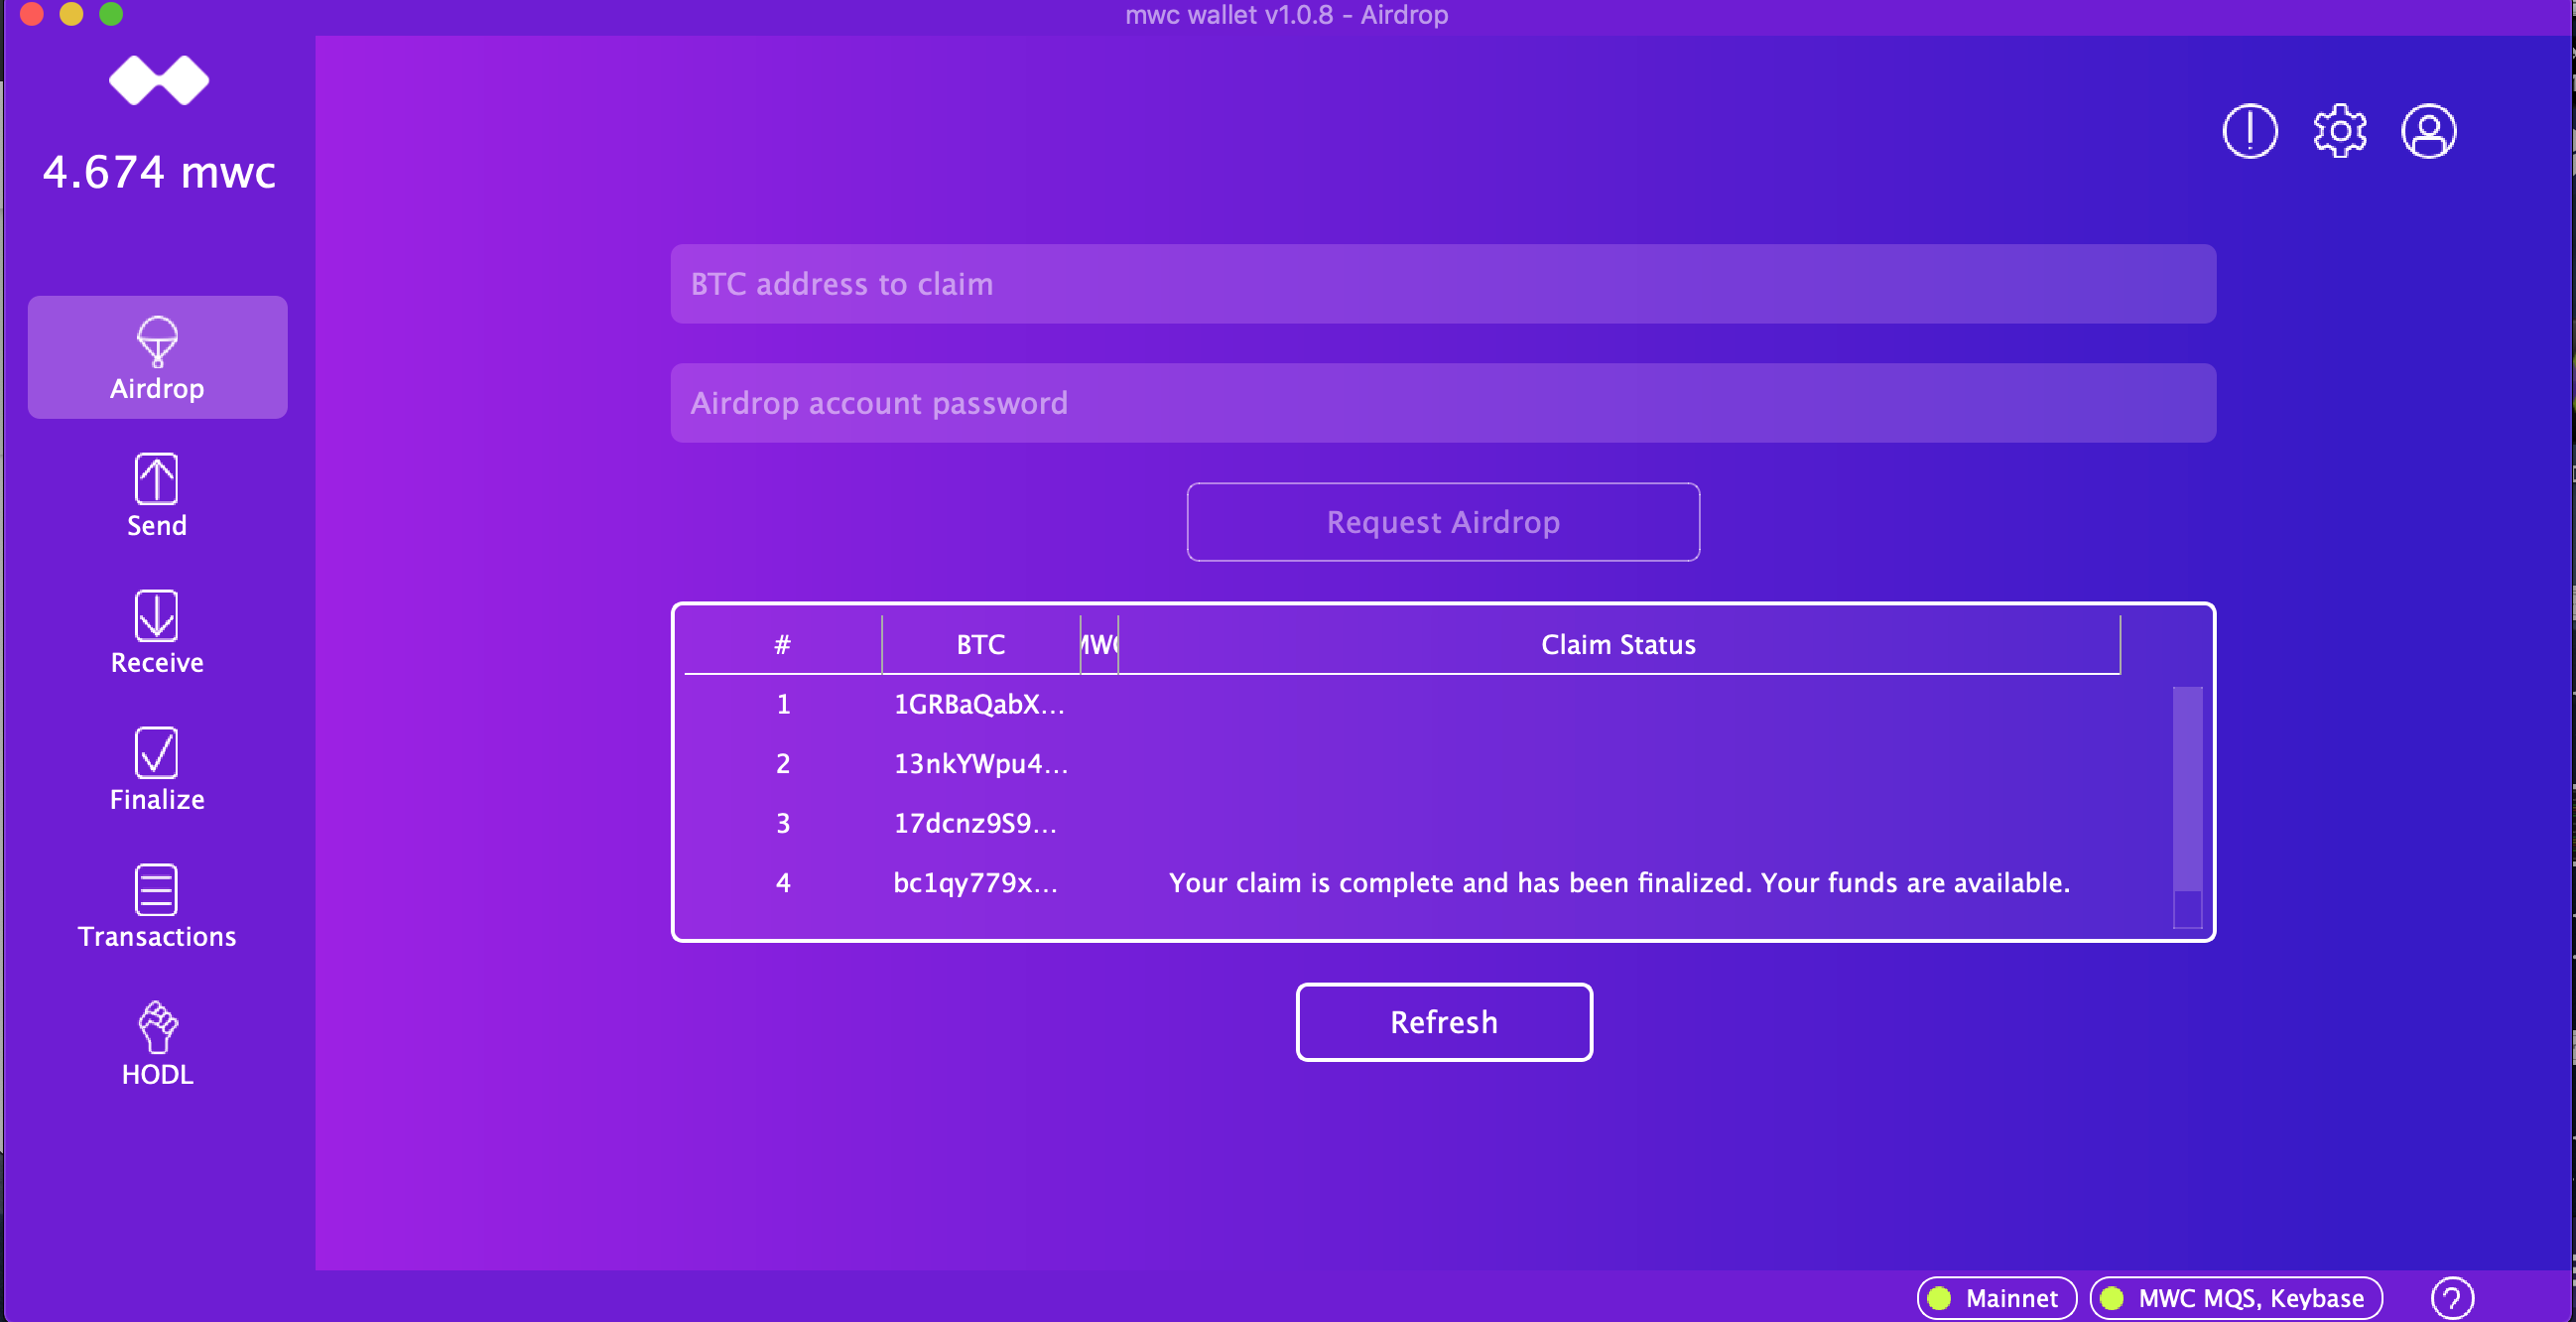 mwc wallet v1.0.8 - Airdrop
4.674 mwc
Airdrop
Send
Receive
Finalize
Transactions
HODL
BTC address to claim
Airdrop account password
Request Airdrop
# BTC MWC Claim Status
1 1GRBaQabX...
2 13nkYWpu4...
3 17dcnz9S9...
4 bc1qy779x... Your claim is complete and has been finalized. Your funds are available.
Refresh
Mainnet
MWC MQS, Keybase
?